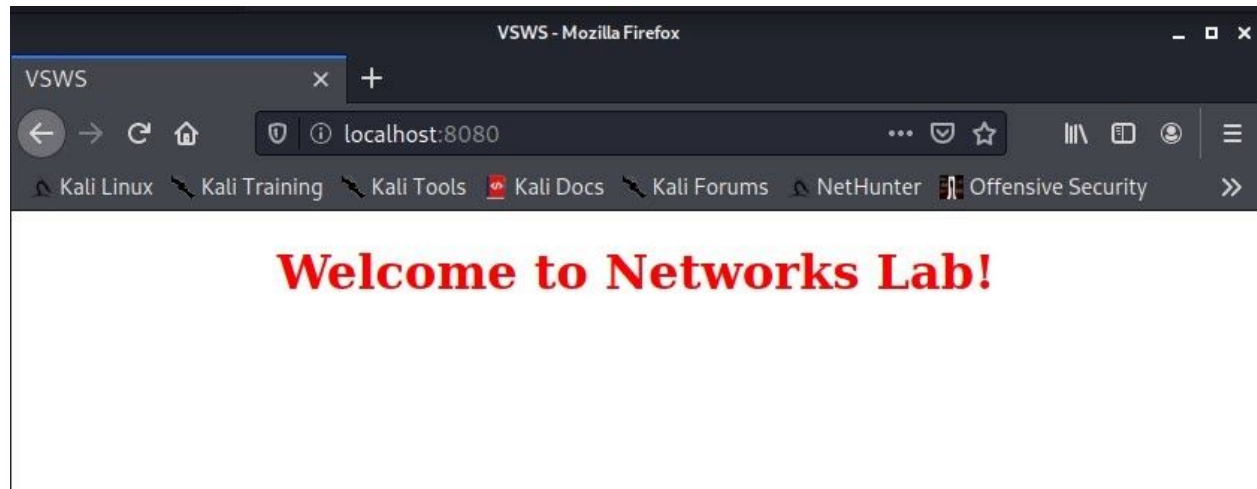 VSWS - Mozilla Firefox
VSWS
localhost:8080
Kali Linux Kali Training Kali Tools Kali Docs Kali Forums NetHunter Offensive Security
Welcome to Networks Lab!